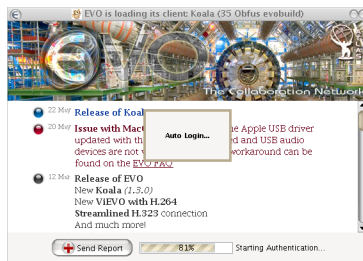 EVO is loading its client: Koala (35 Obfus evobuild)
EVO
The Collaboration Network
22 May Release of Koal
20 May Issue with Mac e Apple USB driver
updated with th d and USB audio
devices are not workaround can be
found on the EVO FAQ
Auto Login...
12 May Release of EVO
New Koala (1.3.0)
New ViEVO with H.264
Streamlined H.323 connection
And much more!
Send Report 81% Starting Authentication...